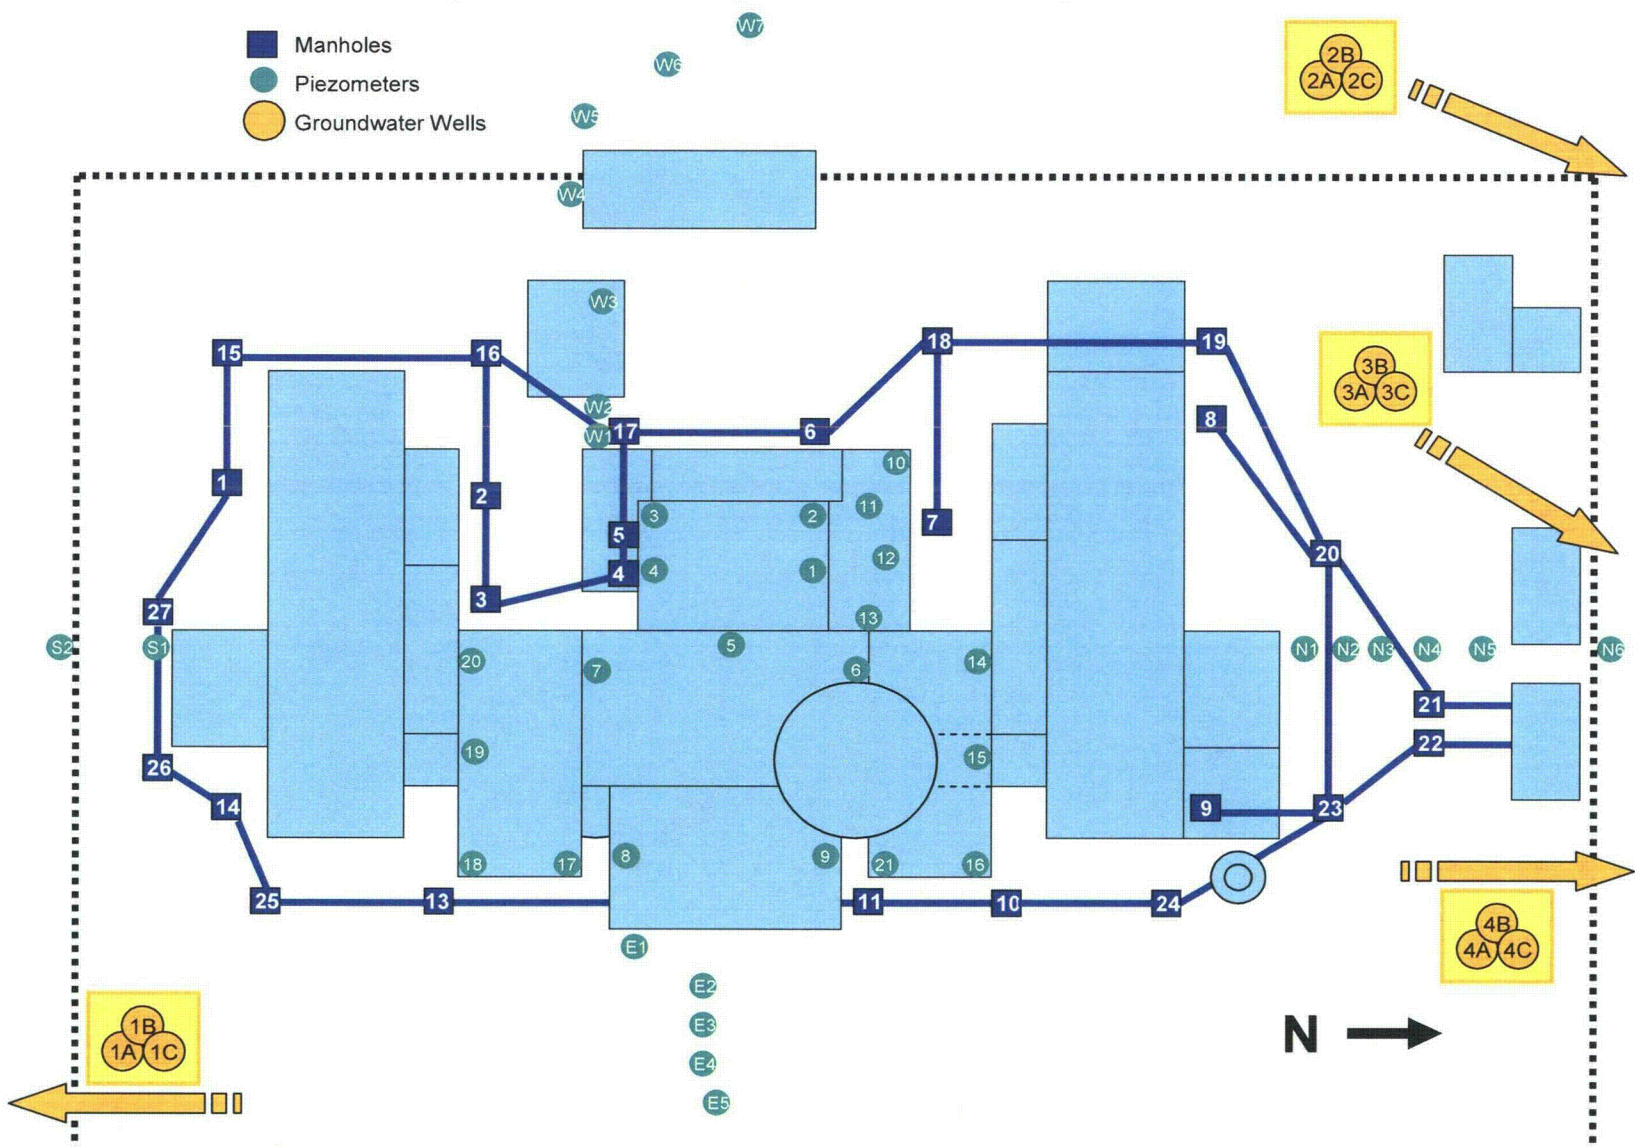 W7
Manholes
2B
W6
2A 2C
Piezometers
W5
Groundwater Wells
W4
W3
18 19
15 16
3B
3A 3C
W2
8
W1 17 6
10
1
2
11
3 2
7
5
20
12
4 4 1
3
27
13
S2 S1
5
N1 N2 N3 N4 N5 N6
20 7 6 14
21
22
19 15
26
14 9 23
8 9
18 17 21 16
25 13 11 10 24
4B
4A 4C
E1
E2
1B
E3
N
1A 1C
E4
E5